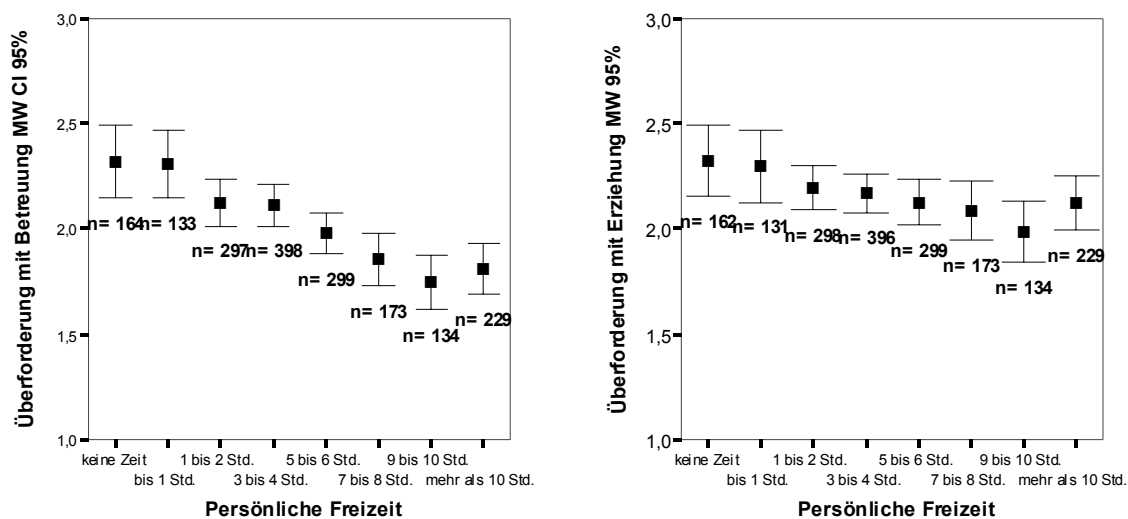 Überforderung mit Betreuung MW CI 95%
3,0
2,5
2,0
1,5
1,0
n= 164
n= 133
n= 297
n= 398
n= 299
n= 173
n= 134
n= 229
keine Zeit
bis 1 Std.
1 bis 2 Std.
3 bis 4 Std.
5 bis 6 Std.
7 bis 8 Std.
9 bis 10 Std.
mehr als 10 Std.
Persönliche Freizeit
Überforderung mit Erziehung MW 95%
3,0
2,5
2,0
1,5
1,0
n= 162
n= 131
n= 298
n= 396
n= 299
n= 173
n= 134
n= 229
keine Zeit
bis 1 Std.
1 bis 2 Std.
3 bis 4 Std.
5 bis 6 Std.
7 bis 8 Std.
9 bis 10 Std.
mehr als 10 Std.
Persönliche Freizeit